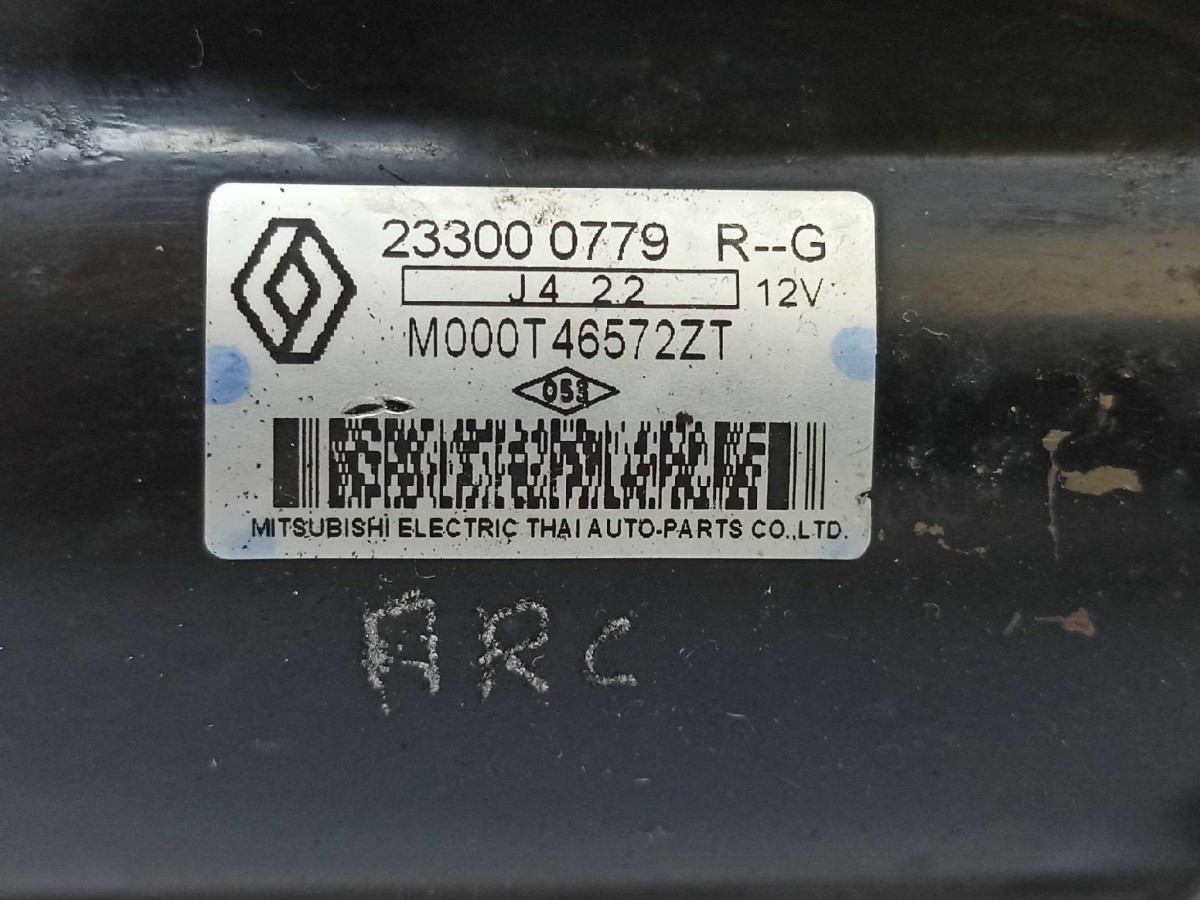 23300 0779 R--G
J4 22 12V
M000T46572ZT
053
MITSUBISHI ELECTRIC THAI AUTO-PARTS CO.,LTD.
ARC